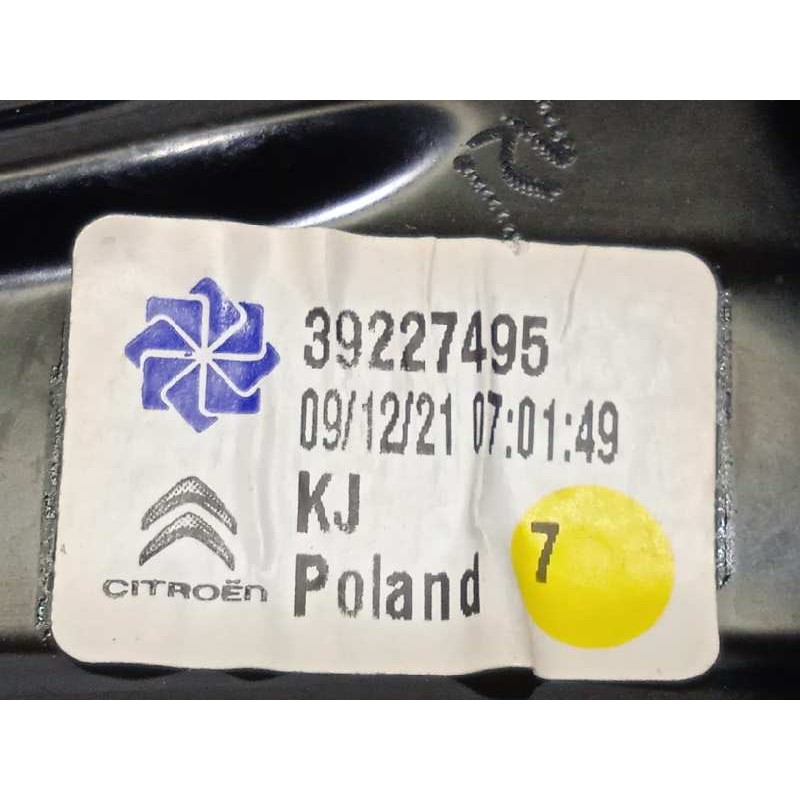 39227495
09/12/21 07:01:49
KJ
Poland 7
CITROËN